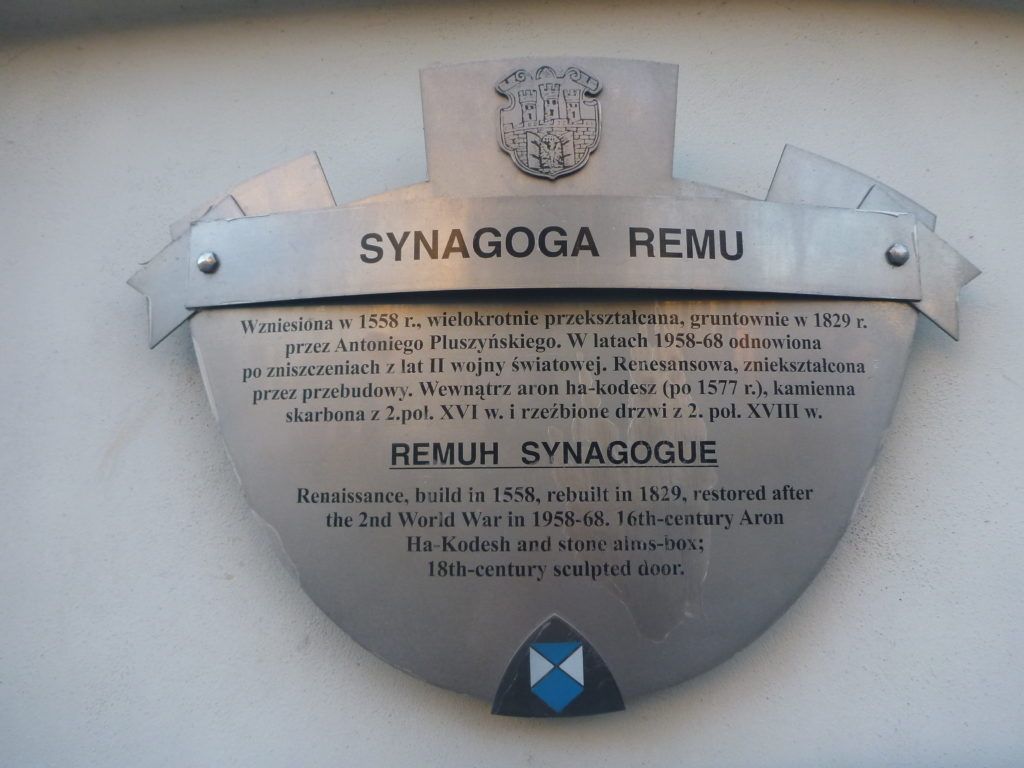 SYNAGOGA REMU
Wzniesiona w 1558 r., wielokrotnie przekształcana, gruntownie w 1829 r.
przez Antoniego Pluszyńskiego. W latach 1958-68 odnowiona
po zniszczeniach z lat II wojny światowej. Renesansowa, zniekształcona
przez przebudowy. Wewnątrz aron ha-kodesz (po 1577 r.), kamienna
skarbona z 2.poł. XVI w. i rzeźbione drzwi z 2. poł. XVIII w.
REMUH SYNAGOGUE
Renaissance, build in 1558, rebuilt in 1829, restored after
the 2nd World War in 1958-68. 16th-century Aron
Ha-Kodesh and stone alms-box;
18th-century sculpted door.